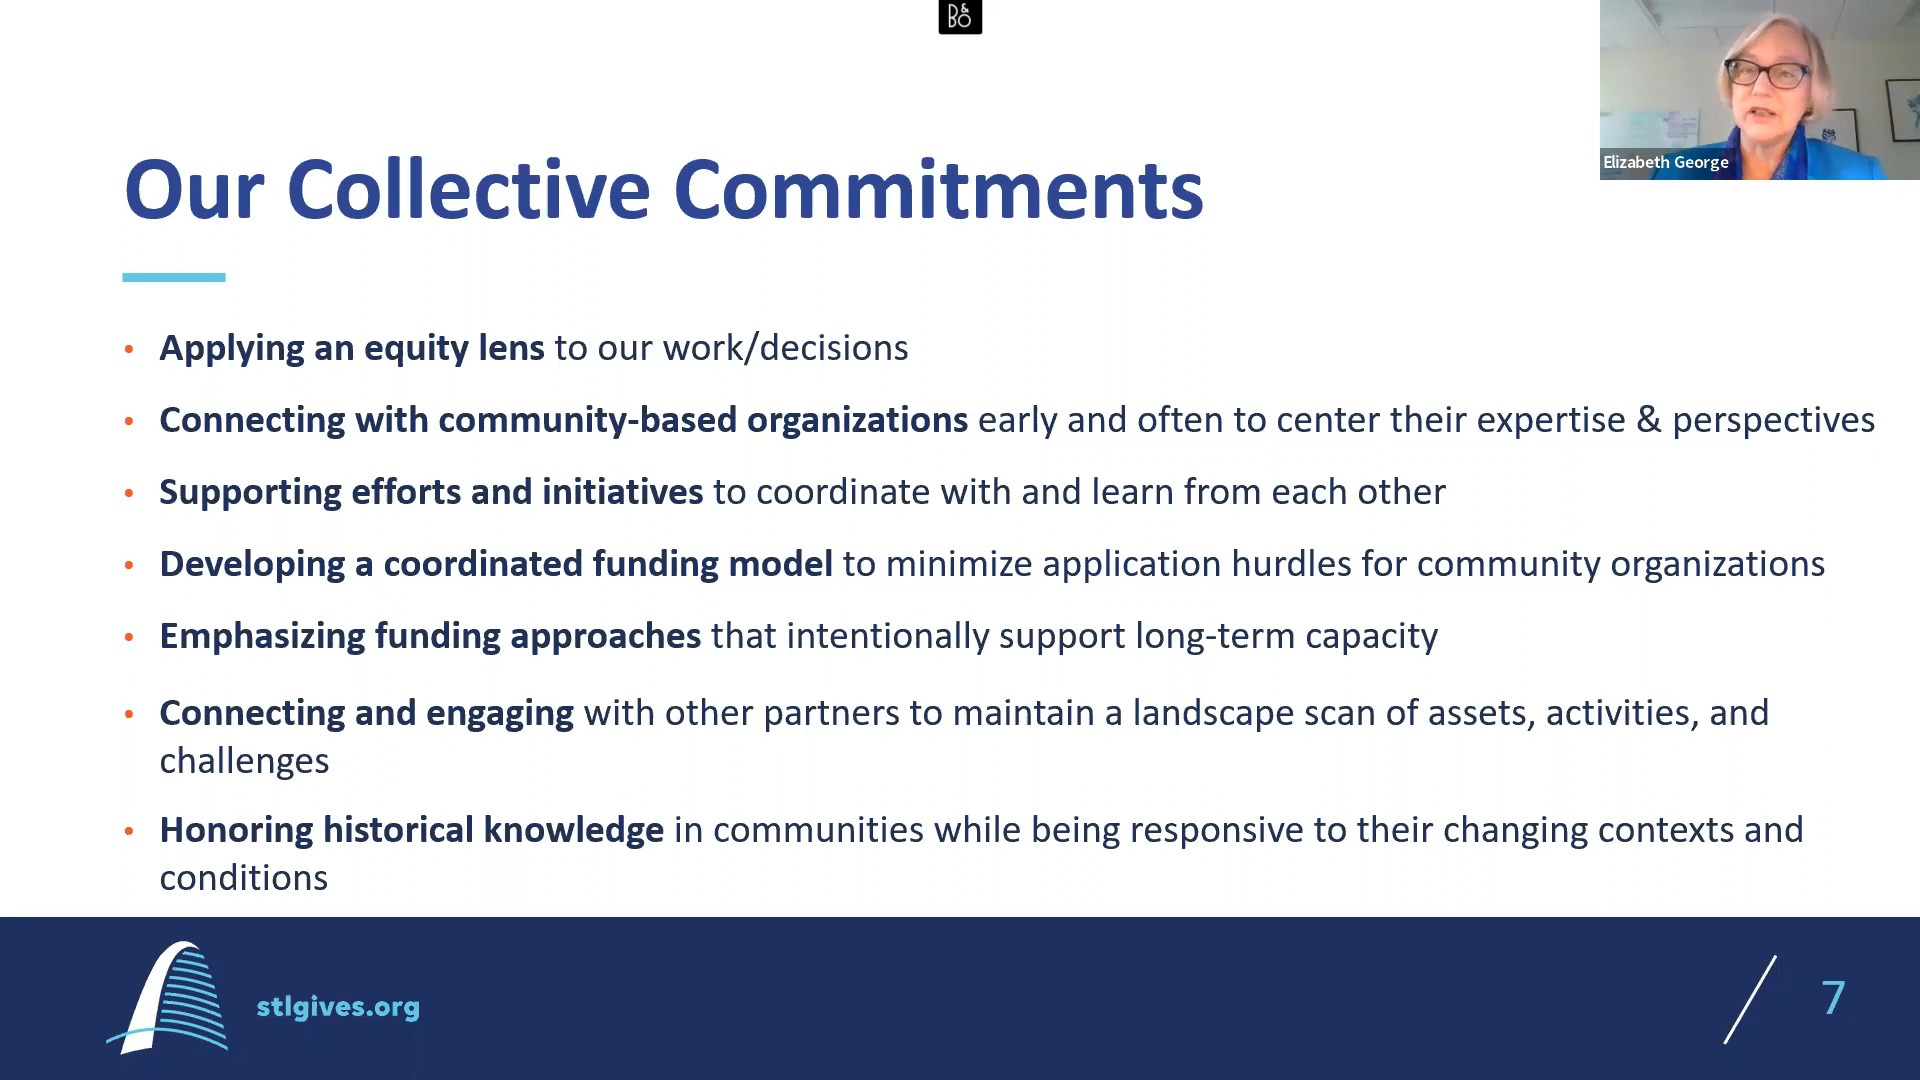 B&O
Elizabeth George
Our Collective Commitments
• Applying an equity lens to our work/decisions
• Connecting with community-based organizations early and often to center their expertise & perspectives
• Supporting efforts and initiatives to coordinate with and learn from each other
• Developing a coordinated funding model to minimize application hurdles for community organizations
• Emphasizing funding approaches that intentionally support long-term capacity
• Connecting and engaging with other partners to maintain a landscape scan of assets, activities, and
challenges
• Honoring historical knowledge in communities while being responsive to their changing contexts and
conditions
stlgives.org
7